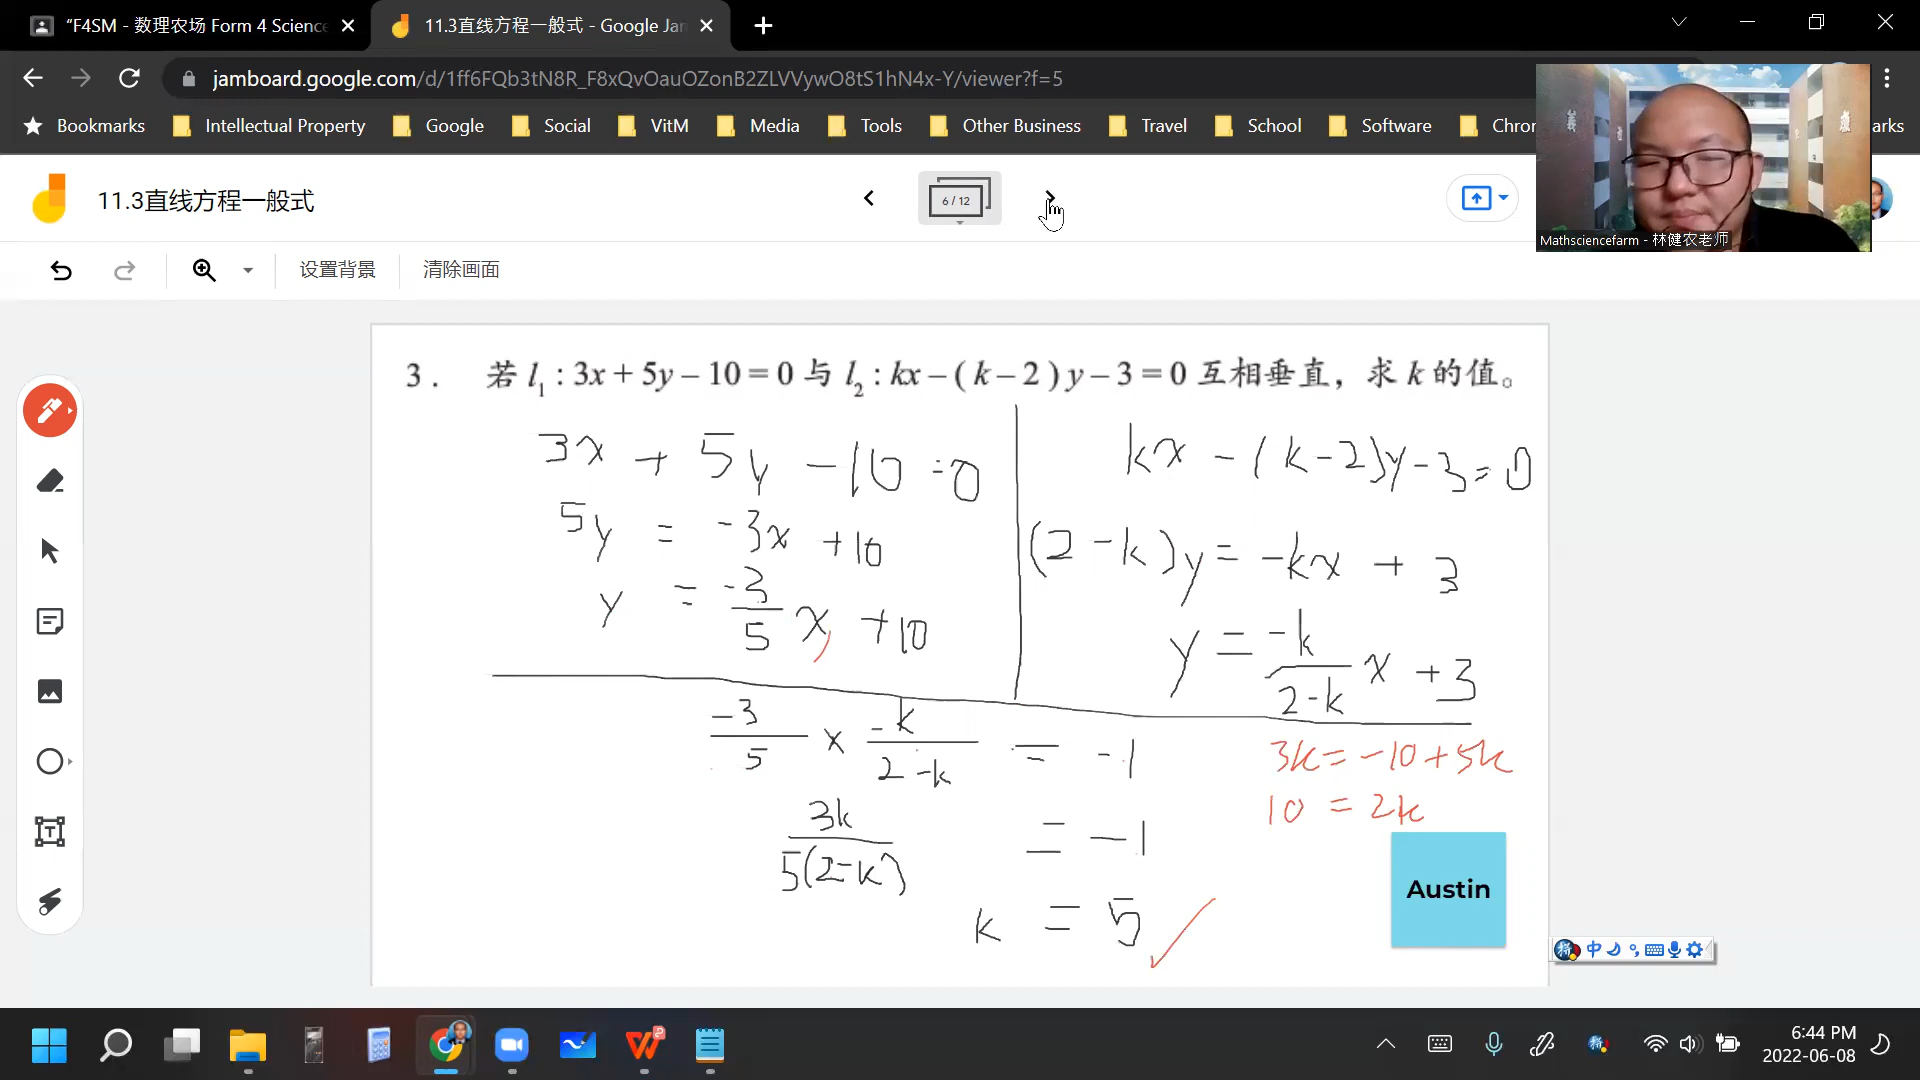 “F4SM - 数理农场 Form 4 Science
11.3直线方程一般式 - Google Jam
jamboard.google.com/d/1ff6FQb3tN8R_F8xQvOauOZonB2ZLVVywO8tS1hN4x-Y/viewer?f=5
Bookmarks Intellectual Property Google Social VitM Media Tools Other Business Travel School Software Chror arks
Mathsciencefarm - 林健农老师
11.3直线方程一般式
6 / 12
设置背景 清除画面
3 . 若 l₁ : 3x + 5y – 10 = 0 与 l₂ : kx – ( k – 2 ) y – 3 = 0 互相垂直，求 k 的值。
3x + 5y - 10 = 0
5y = -3x + 10
y = -3/5 x + 10
kx - (k-2)y - 3 = 0
(2-k)y = -kx + 3
y = -k/2-k x + 3
-3/5 x -k/2-k = -1
3k/5(2-k) = -1
k = 5
3k = -10 + 5k
10 = 2k
Austin
中
6:44 PM
2022-06-08